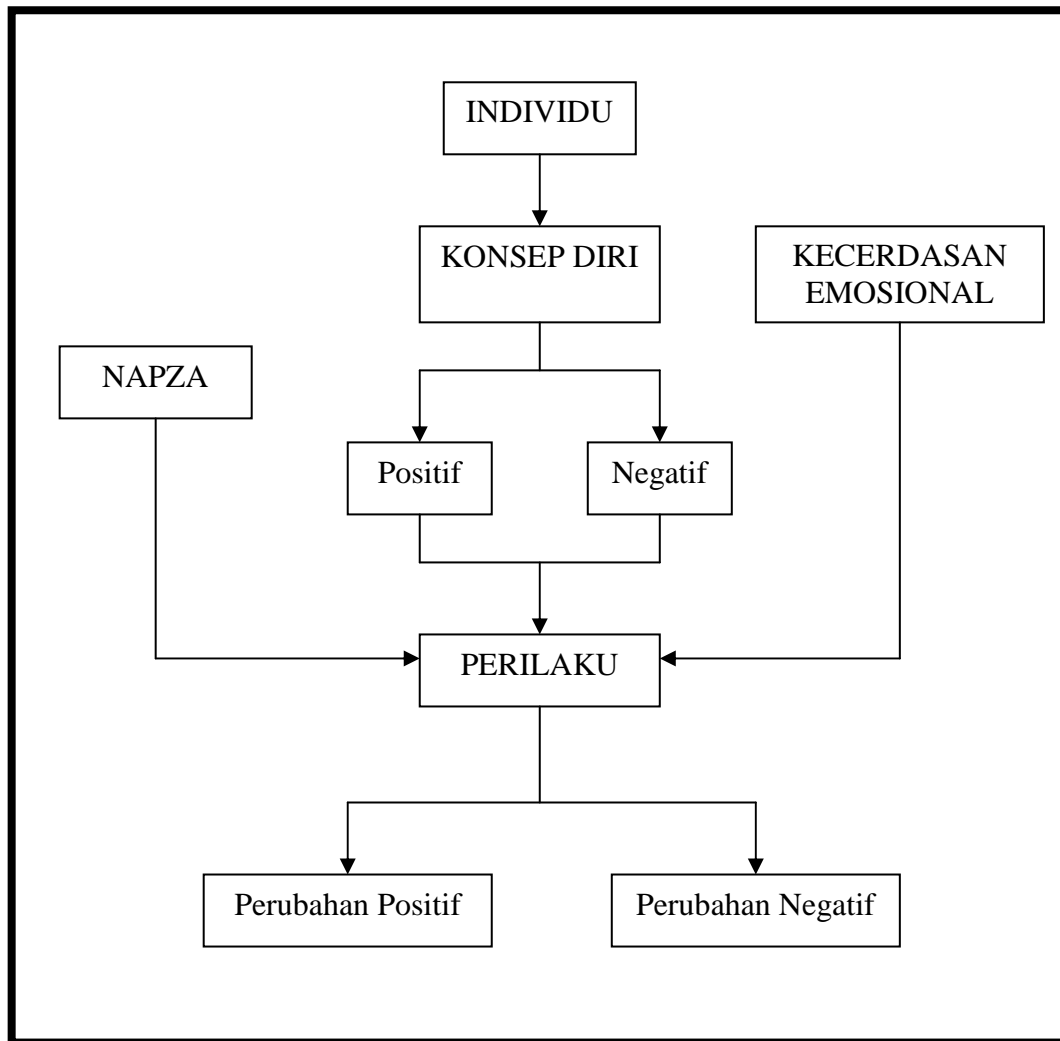 INDIVIDU
KONSEP DIRI
KECERDASAN
EMOSIONAL
NAPZA
Positif
Negatif
PERILAKU
Perubahan Positif
Perubahan Negatif